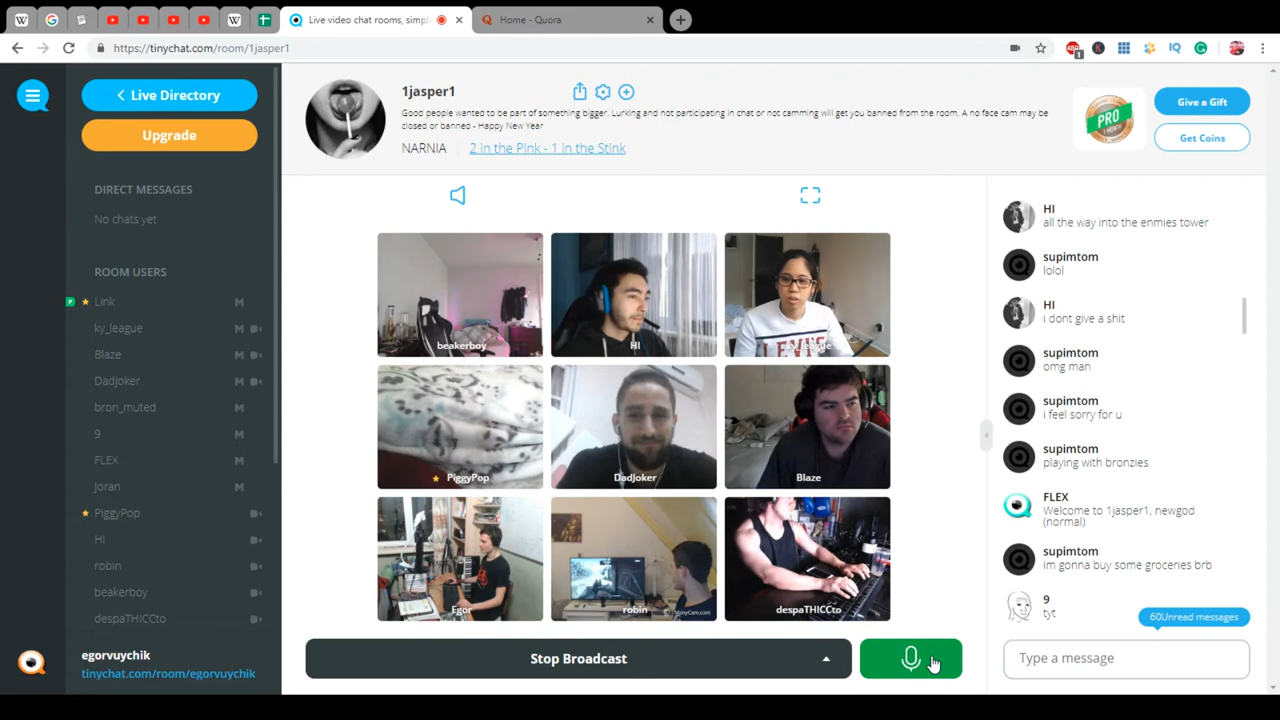 Live video chat rooms, simpl
Home - Quora
https://tinychat.com/room/1jasper1
Live Directory
Upgrade
DIRECT MESSAGES
No chats yet
ROOM USERS
Link M
ky_league M
Blaze M
DadJoker M
bron_muted M
9 M
FLEX M
Joran M
PiggyPop
HI
robin
beakerboy
despaTHICCto
egorvuychik
tinychat.com/room/egorvuychik
1jasper1
Good people wanted to be part of something bigger. Lurking and not participating in chat or not camming will get you banned from the room. A no face cam may be
closed or banned - Happy New Year
NARNIA
2 in the Pink - 1 in the Stink
PRO
1 MONTH
Give a Gift
Get Coins
beakerboy
HI
ky_league
PiggyPop
DadJoker
Blaze
Egor
robin
despaTHICCto
Stop Broadcast
HI
all the way into the enmies tower
supimtom
lolol
HI
i dont give a shit
supimtom
omg man
supimtom
i feel sorry for u
supimtom
playing with bronzies
FLEX
Welcome to 1jasper1, newgod
(normal)
supimtom
im gonna buy some groceries brb
9
tyt
60Unread messages
Type a message